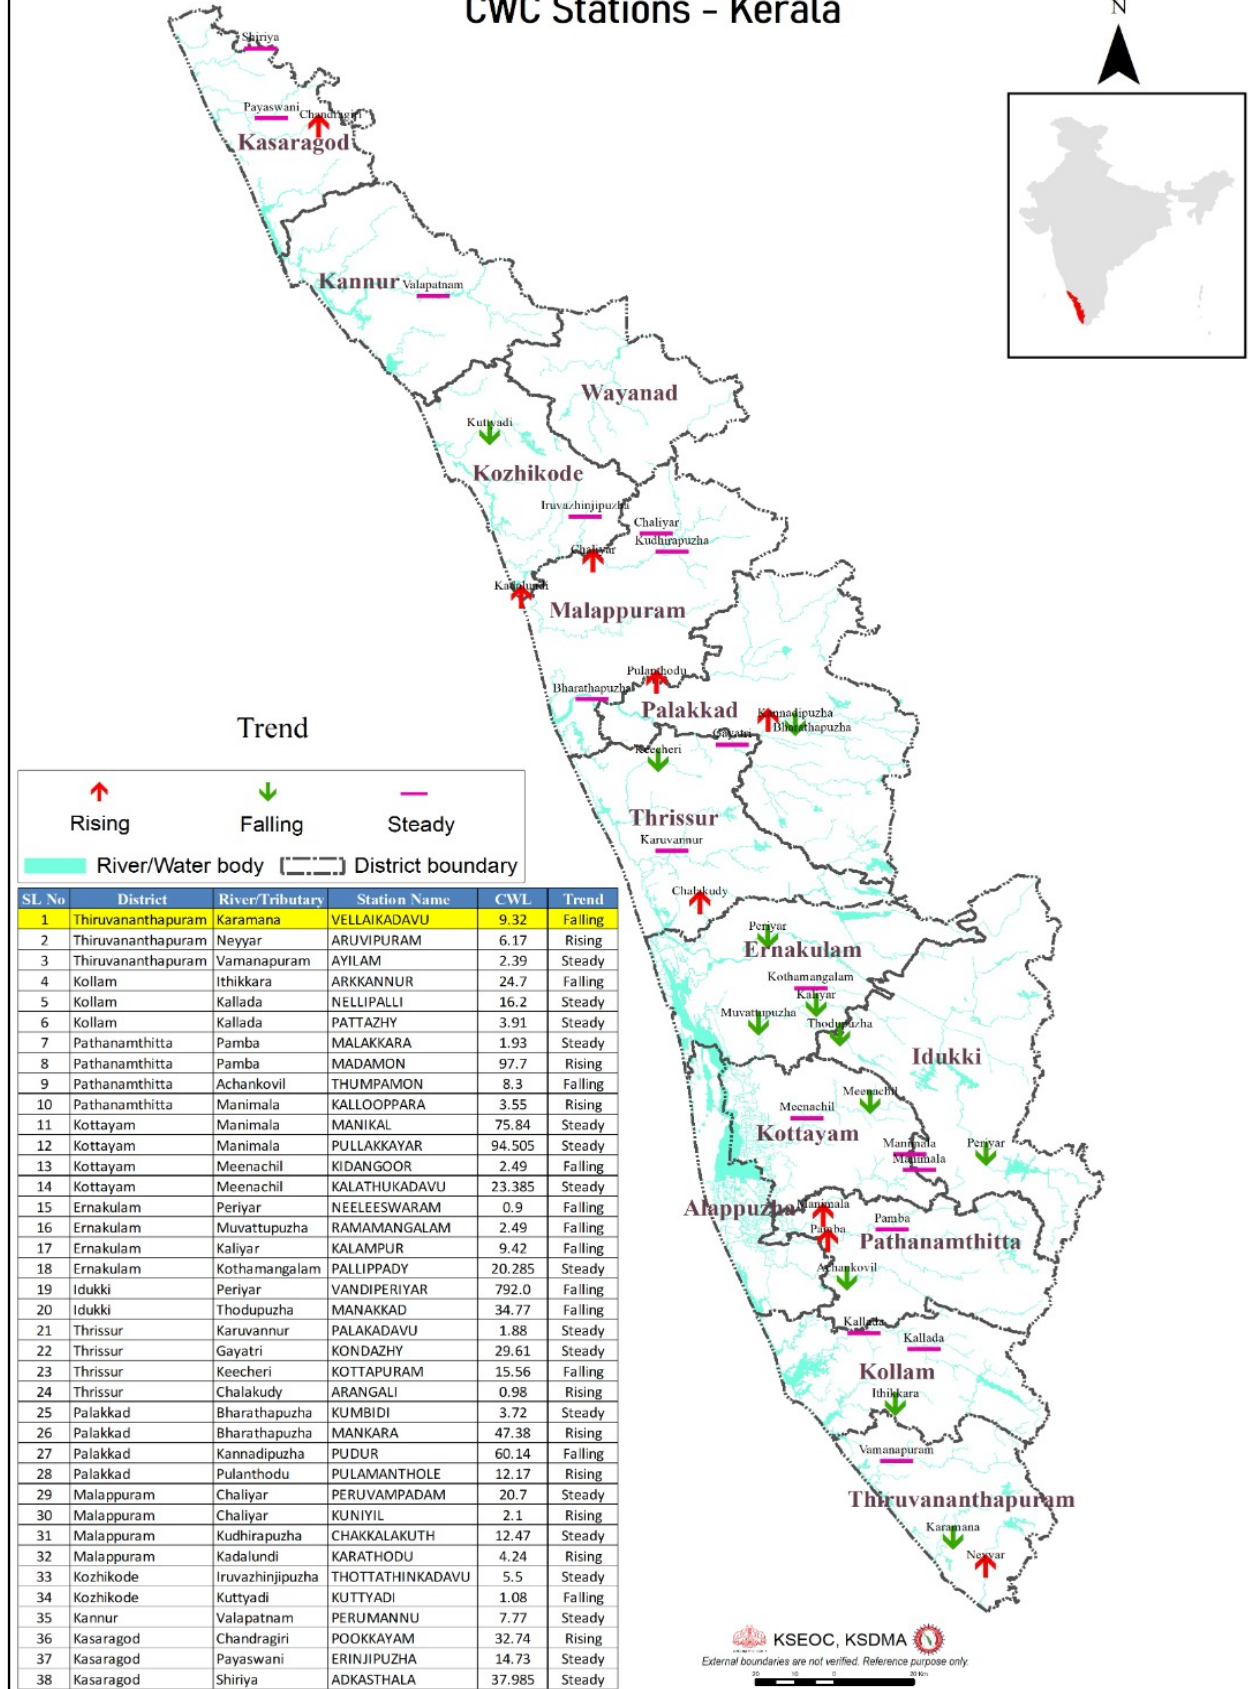 CWC Stations - Kerala
N
Shiriya
Payaswani
Chandragiri
Kasaragod
Kannur
Valapatnam
Wayanad
Kuttyadi
Kozhikode
Iruvazhinjipuzha
Chaliyar
Kudhirapuzha
Chaliyar
Kadalundi
Malappuram
Pulanthodu
Bharathapuzha
Palakkad
Kannadipuzha
Bharathapuzha
Gayatri
Keecheri
Thrissur
Karuvannur
Chalakudy
Periyar
Ernakulam
Kothamangalam
Kaliyar
Muvattupuzha
Thodupuzha
Idukki
Meenachil
Meenachil
Kottayam
Manimala
Manimala
Periyar
Alappuzha
Manimala
Pamba
Pamba
Pathanamthitta
Achankovil
Kallada
Kallada
Kollam
Ithikkara
Vamanapuram
Thiruvananthapuram
Karamana
Neyyar
Trend
Rising Falling Steady
River/Water body District boundary
SL No District River/Tributary Station Name CWL Trend
1 Thiruvananthapuram Karamana VELLAIKADAVU 9.32 Falling
2 Thiruvananthapuram Neyyar ARUVIPURAM 6.17 Rising
3 Thiruvananthapuram Vamanapuram AYILAM 2.39 Steady
4 Kollam Ithikkara ARKKANNUR 24.7 Falling
5 Kollam Kallada NELLIPALLI 16.2 Steady
6 Kollam Kallada PATTAZHY 3.91 Steady
7 Pathanamthitta Pamba MALAKKARA 1.93 Steady
8 Pathanamthitta Pamba MADAMON 97.7 Rising
9 Pathanamthitta Achankovil THUMPAMON 8.3 Falling
10 Pathanamthitta Manimala KALLOOPPARA 3.55 Rising
11 Kottayam Manimala MANIKAL 75.84 Steady
12 Kottayam Manimala PULLAKKAYAR 94.505 Steady
13 Kottayam Meenachil KIDANGOOR 2.49 Falling
14 Kottayam Meenachil KALATHUKADAVU 23.385 Steady
15 Ernakulam Periyar NEELEESWARAM 0.9 Falling
16 Ernakulam Muvattupuzha RAMAMANGALAM 2.49 Falling
17 Ernakulam Kaliyar KALAMPUR 9.42 Falling
18 Ernakulam Kothamangalam PALLIPPADY 20.285 Steady
19 Idukki Periyar VANDIPERIYAR 792.0 Falling
20 Idukki Thodupuzha MANAKKAD 34.77 Falling
21 Thrissur Karuvannur PALAKADAVU 1.88 Steady
22 Thrissur Gayatri KONDAZHY 29.61 Steady
23 Thrissur Keecheri KOTTAPURAM 15.56 Falling
24 Thrissur Chalakudy ARANGALI 0.98 Rising
25 Palakkad Bharathapuzha KUMBIDI 3.72 Steady
26 Palakkad Bharathapuzha MANKARA 47.38 Rising
27 Palakkad Kannadipuzha PUDUR 60.14 Falling
28 Palakkad Pulanthodu PULAMANTHOLE 12.17 Rising
29 Malappuram Chaliyar PERUVAMPADAM 20.7 Steady
30 Malappuram Chaliyar KUNIYIL 2.1 Rising
31 Malappuram Kudhirapuzha CHAKKALAKUTH 12.47 Steady
32 Malappuram Kadalundi KARATHODU 4.24 Rising
33 Kozhikode Iruvazhinjipuzha THOTTATHINKADAVU 5.5 Steady
34 Kozhikode Kuttyadi KUTTYADI 1.08 Falling
35 Kannur Valapatnam PERUMANNU 7.77 Steady
36 Kasaragod Chandragiri POOKKAYAM 32.74 Rising
37 Kasaragod Payaswani ERINJIPUZHA 14.73 Steady
38 Kasaragod Shiriya ADKASTHALA 37.985 Steady
KSEOC, KSDMA
External boundaries are not verified. Reference purpose only.
20 10 0 20 Km